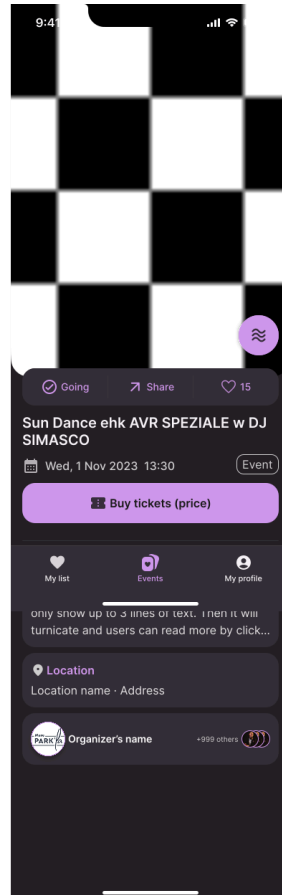 9:41
Going
Share
15
Sun Dance ehk AVR SPEZIALE w DJ
SIMASCO
Wed, 1 Nov 2023 13:30
Event
Buy tickets (price)
My list
Events
My profile
only show up to 3 lines of text. Then it will
turnicate and users can read more by click...
Location
Location name · Address
PARK
Organizer's name
+999 others